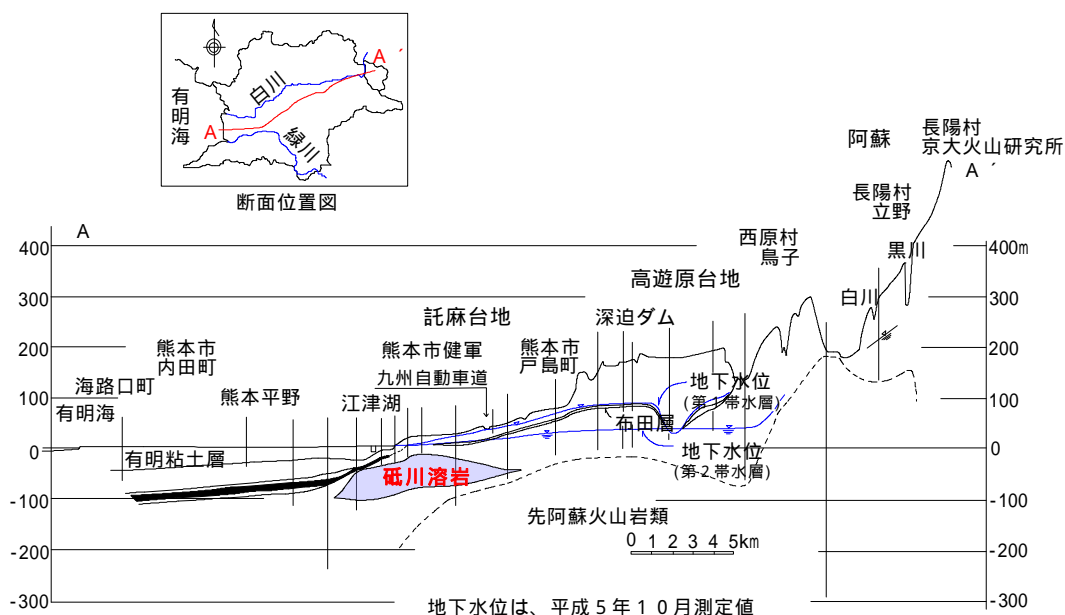 A ´
白川
有明海
A
緑川
断面位置図
阿蘇
長陽村
京大火山研究所
A ´
長陽村
立野
A
西原村
鳥子
黒川
400
400m
高遊原台地
300
白川
300
託麻台地
深迫ダム
200
熊本市
内田町
熊本市健軍
熊本市
戸島町
200
海路口町
九州自動車道
地下水位
(第1帯水層)
100
有明海
熊本平野
江津湖
布田層
100
0
有明粘土層
地下水位
(第2帯水層)
0
砥川溶岩
-100
先阿蘇火山岩類
-100
0 1 2 3 4 5km
-200
-200
-300
地下水位は、平成5年10月測定値
-300